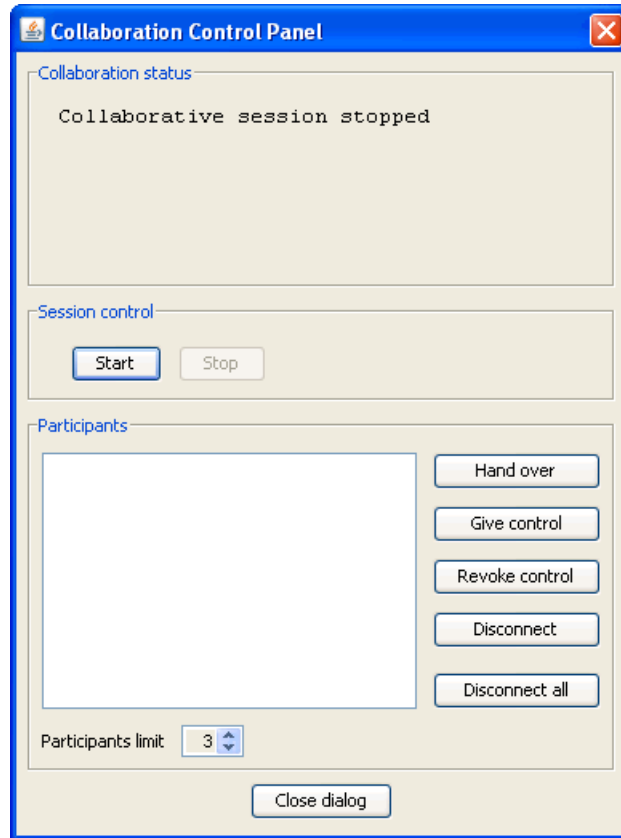 Collaboration Control Panel
Collaboration status
Collaborative session stopped
Session control
Start Stop
Participants
Hand over
Give control
Revoke control
Disconnect
Disconnect all
Participants limit 3
Close dialog